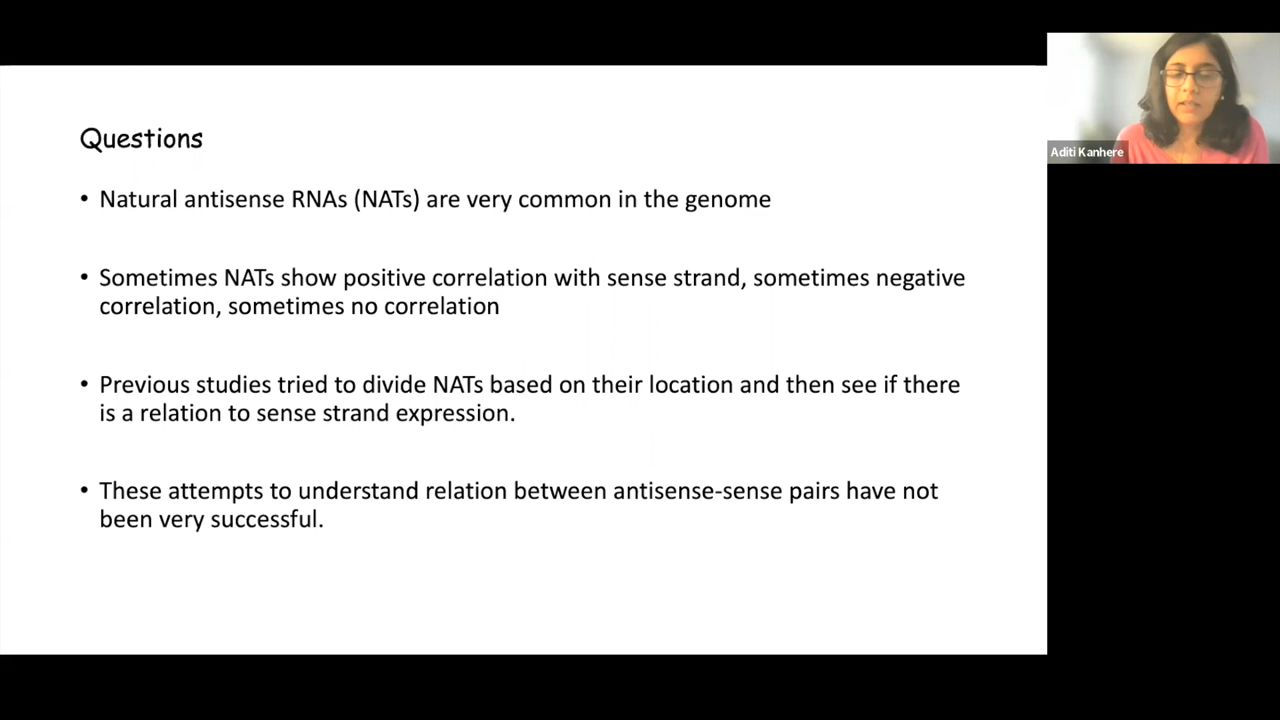 Questions
• Natural antisense RNAs (NATs) are very common in the genome
• Sometimes NATs show positive correlation with sense strand, sometimes negative
correlation, sometimes no correlation
• Previous studies tried to divide NATs based on their location and then see if there
is a relation to sense strand expression.
• These attempts to understand relation between antisense-sense pairs have not
been very successful.
Aditi Kanhere